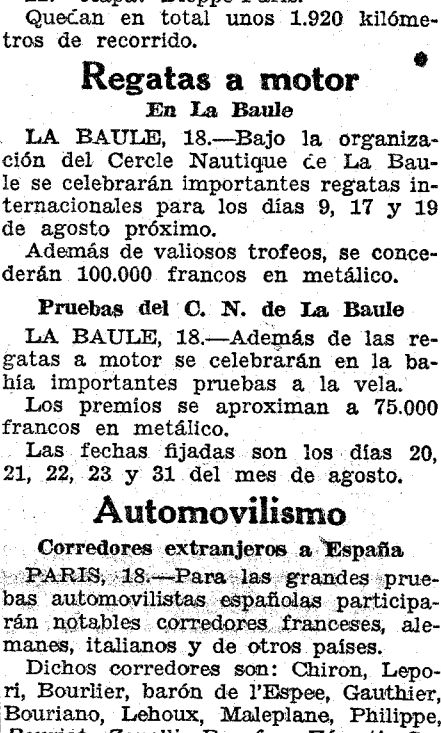 Quedan en total unos 1.920 kilóme-
tros de recorrido.
Regatas a motor
En La Baule
LA BAULE, 18.—Bajo la organiza-
ción del Cercle Nautique de La Bau-
le se celebrarán importantes regatas in-
ternacionales para los días 9, 17 y 19
de agosto próximo.
Además de valiosos trofeos, se conce-
derán 100.000 francos en metálico.
Pruebas del C. N. de La Baule
LA BAULE, 18.—Además de las re-
gatas a motor se celebrarán en la ba-
hía importantes pruebas a la vela.
Los premios se aproximan a 75.000
francos en metálico.
Las fechas fijadas son los días 20,
21, 22, 23 y 31 del mes de agosto.
Automovilismo
Corredores extranjeros a España
PARIS, 18.—Para las grandes prue-
bas automovilistas españolas participa-
rán notables corredores franceses, ale-
manes, italianos y de otros países.
Dichos corredores son: Chiron, Lepo-
ri, Bourlier, barón de l'Espee, Gauthier,
Bouriano, Lehoux, Maleplane, Philippe,